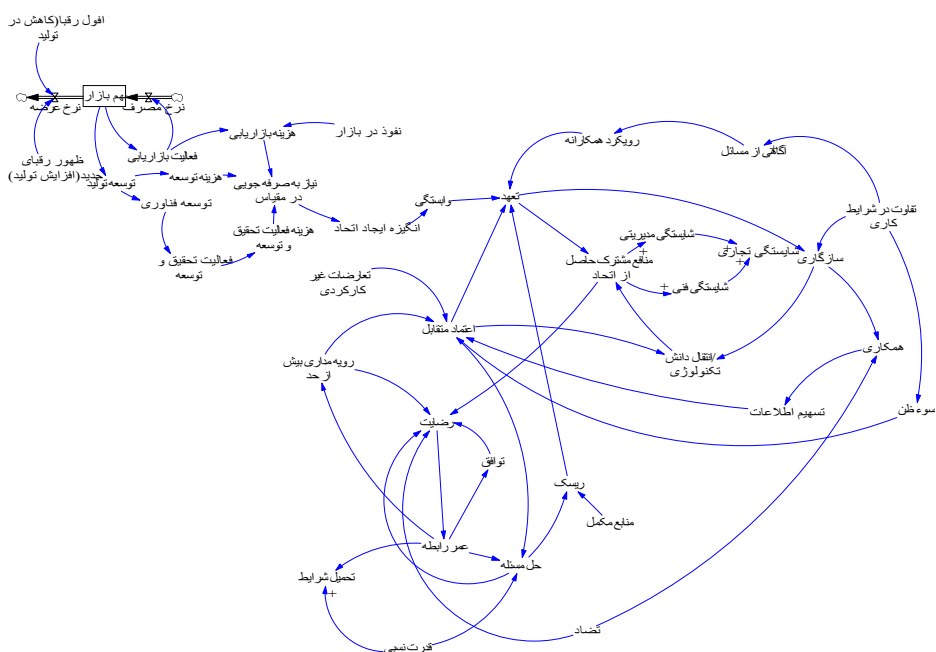 افول رقبا(کاهش در
تولید
سهم بازار
نرخ عرضه
نرخ مصرف
ظهور رقبای
جدید(افزایش تولید)
فعالیت بازاریابی
هزینه بازاریابی
نفوذ در بازار
توسعه تولید
هزینه توسعه
توسعه فناوری
نیاز به صرفه جویی
در مقیاس
هزینه فعالیت تحقیق
و توسعه
فعالیت تحقیق و
توسعه
انگیزه ایجاد اتحاد
وابستگی
تعهد
رویکرد همکارانه
آگاهی از مسائل
تفاوت در شرایط
کاری
سازگاری
شایستگی مدیریتی
+
شایستگی تجاری
+
+
شایستگی فنی
+
منافع مشترک حاصل
از اتحاد
تعارضات غیر
کارکردی
اعتماد متقابل
انتقال دانش/
تکنولوژی
همکاری
رویه مداری بیش
از حد
رضایت
تسهیم اطلاعات
سوء ظن
توافق
ریسک
منابع مکمل
عمر رابطه
حل مسئله
تحمیل شرایط
+
تضاد
قدرت نسبی